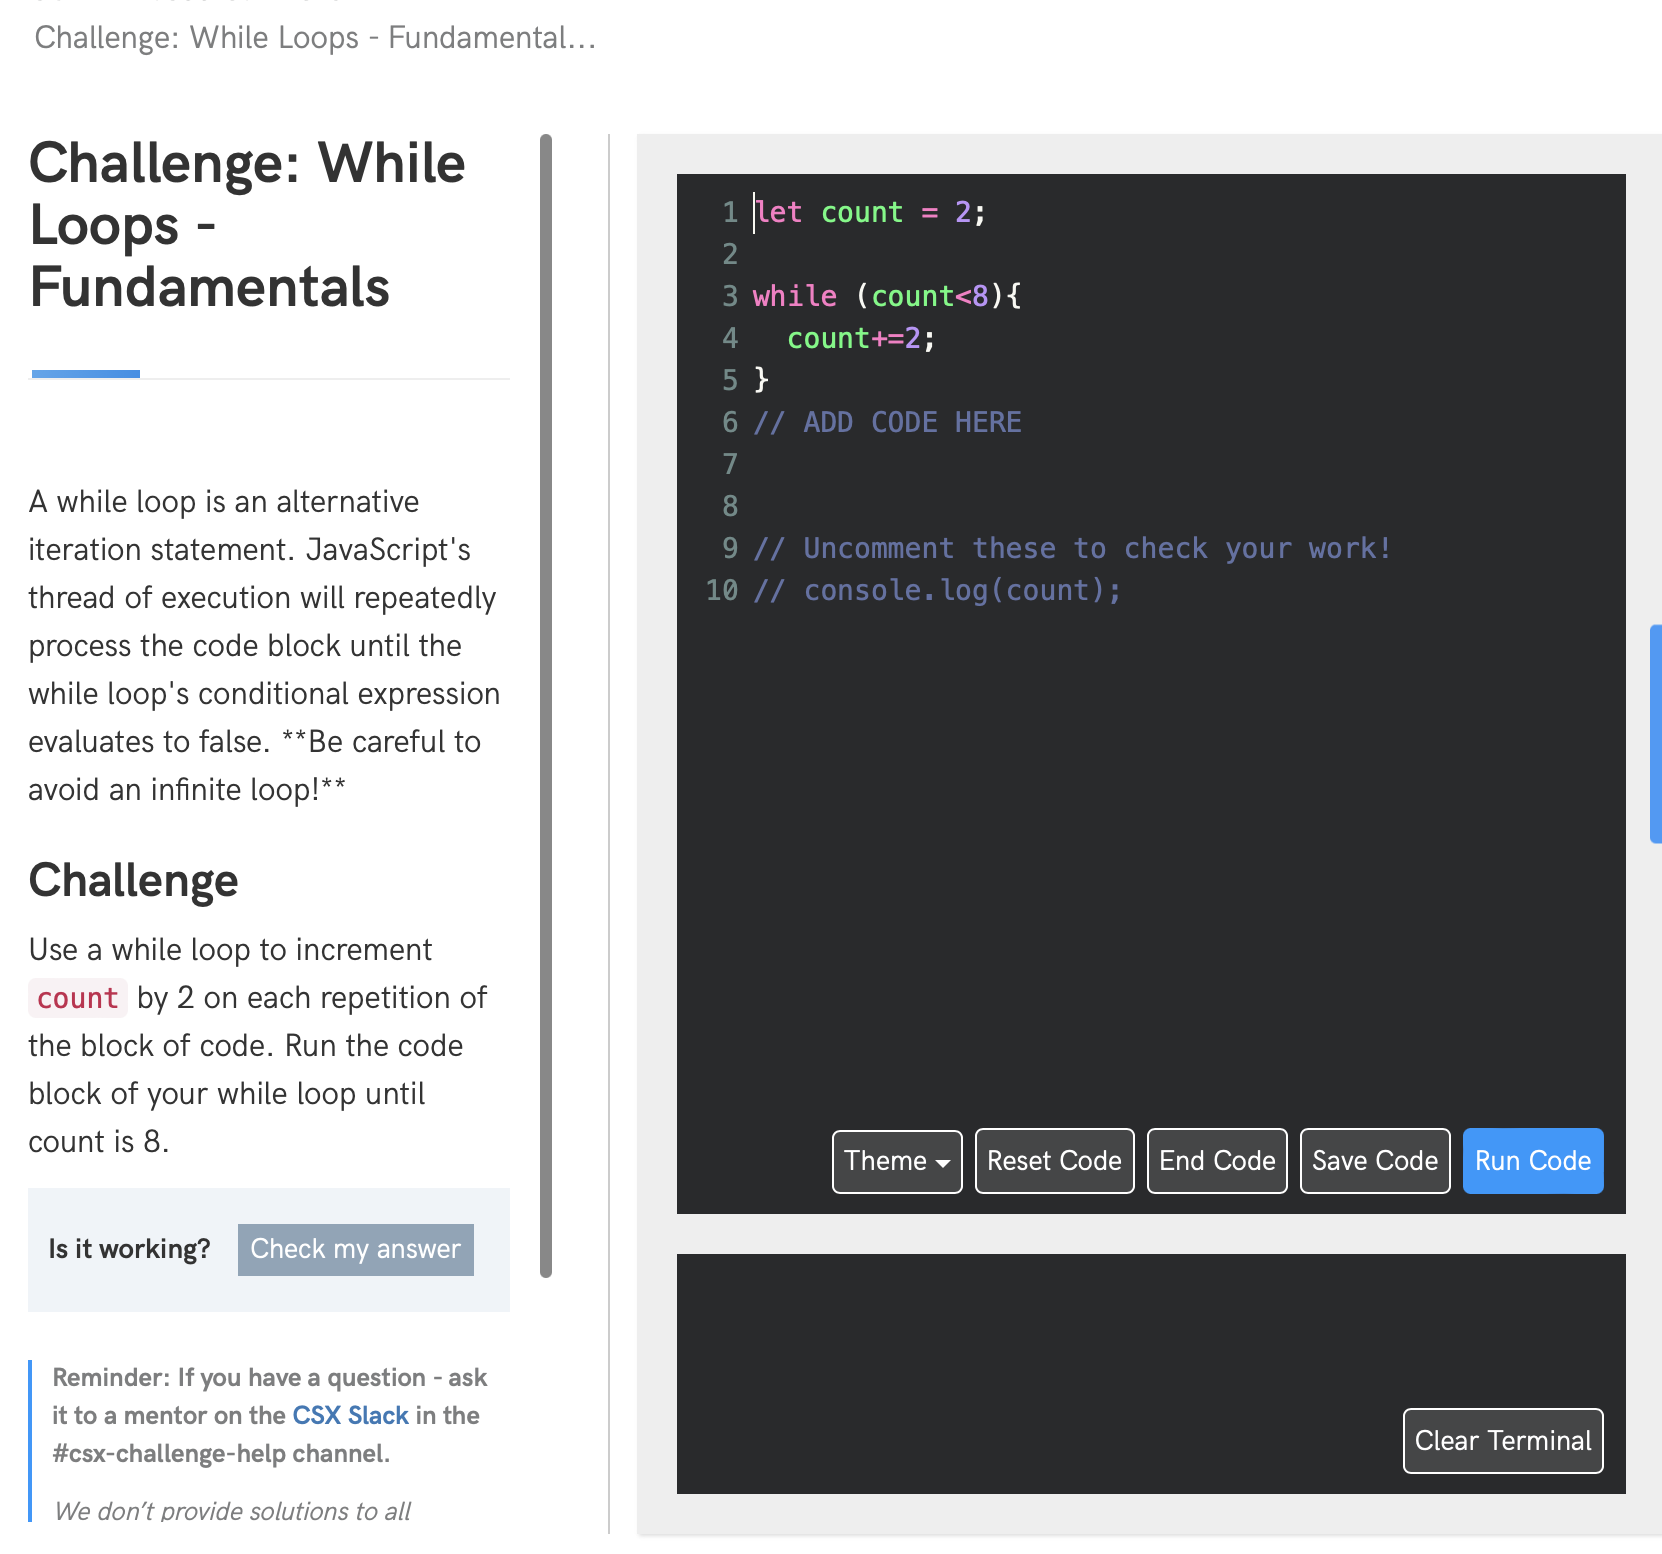 Challenge: While Loops - Fundamental...
Challenge: While
Loops -
Fundamentals
A while loop is an alternative
iteration statement. JavaScript's
thread of execution will repeatedly
process the code block until the
while loop's conditional expression
evaluates to false. **Be careful to
avoid an infinite loop!**
Challenge
Use a while loop to increment
count by 2 on each repetition of
the block of code. Run the code
block of your while loop until
count is 8.
Is it working? Check my answer
Reminder: If you have a question - ask
it to a mentor on the CSX Slack in the
#csx-challenge-help channel.
We don’t provide solutions to all
1 let count = 2;
2
3 while (count<8){
4   count+=2;
5 }
6 // ADD CODE HERE
7
8
9 // Uncomment these to check your work!
10 // console.log(count);
Theme Reset Code End Code Save Code Run Code
Clear Terminal